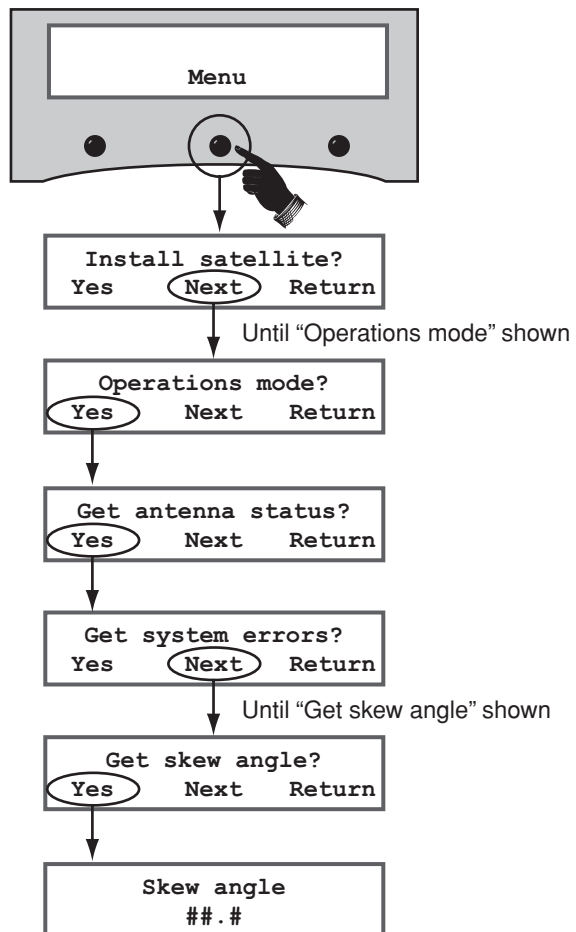 Menu
Install satellite?
Yes Next Return
Until “Operations mode” shown
Operations mode?
Yes Next Return
Get antenna status?
Yes Next Return
Get system errors?
Yes Next Return
Until “Get skew angle” shown
Get skew angle?
Yes Next Return
Skew angle
##.#